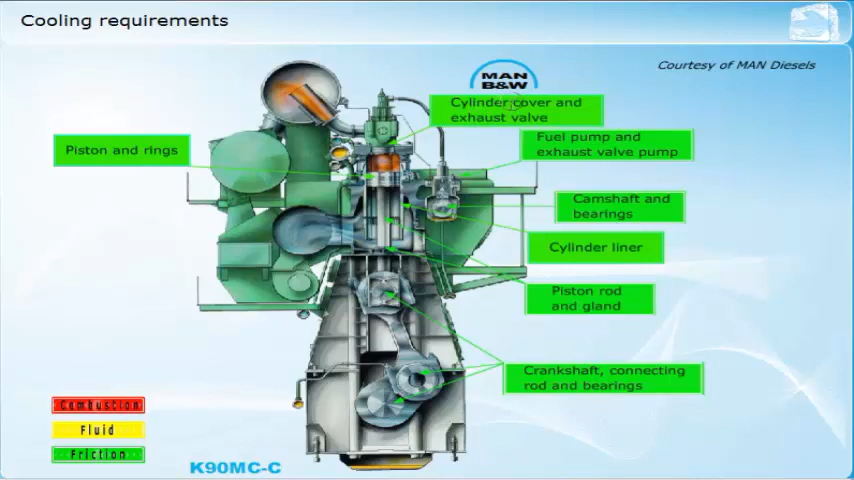 Cooling requirements
Courtesy of MAN Diesels
MAN
B&W
Cylinder cover and
exhaust valve
Fuel pump and
exhaust valve pump
Piston and rings
Camshaft and
bearings
Cylinder liner
Piston rod
and gland
Crankshaft, connecting
rod and bearings
Combustion
Fluid
Friction
K90MC-C